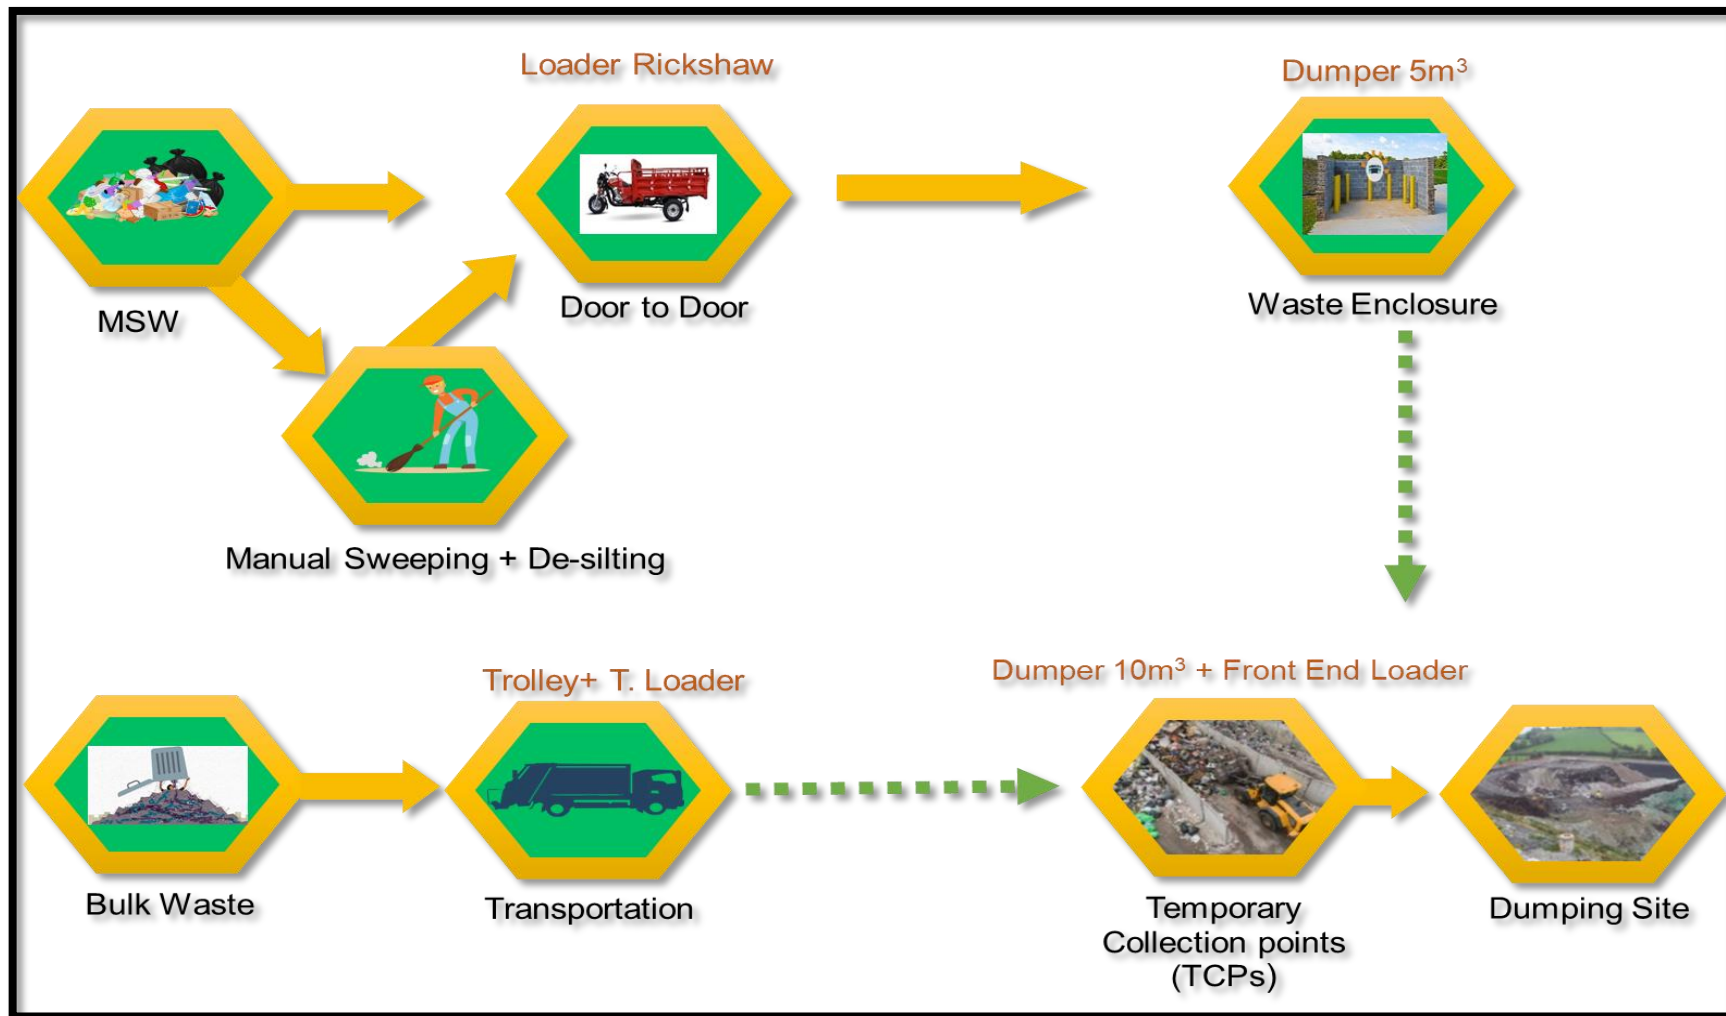 Loader Rickshaw
Dumper 5m³
MSW
Door to Door
Waste Enclosure
Manual Sweeping + De-silting
Trolley+ T. Loader
Dumper 10m³ + Front End Loader
Bulk Waste
Transportation
Temporary
Collection points
(TCPs)
Dumping Site